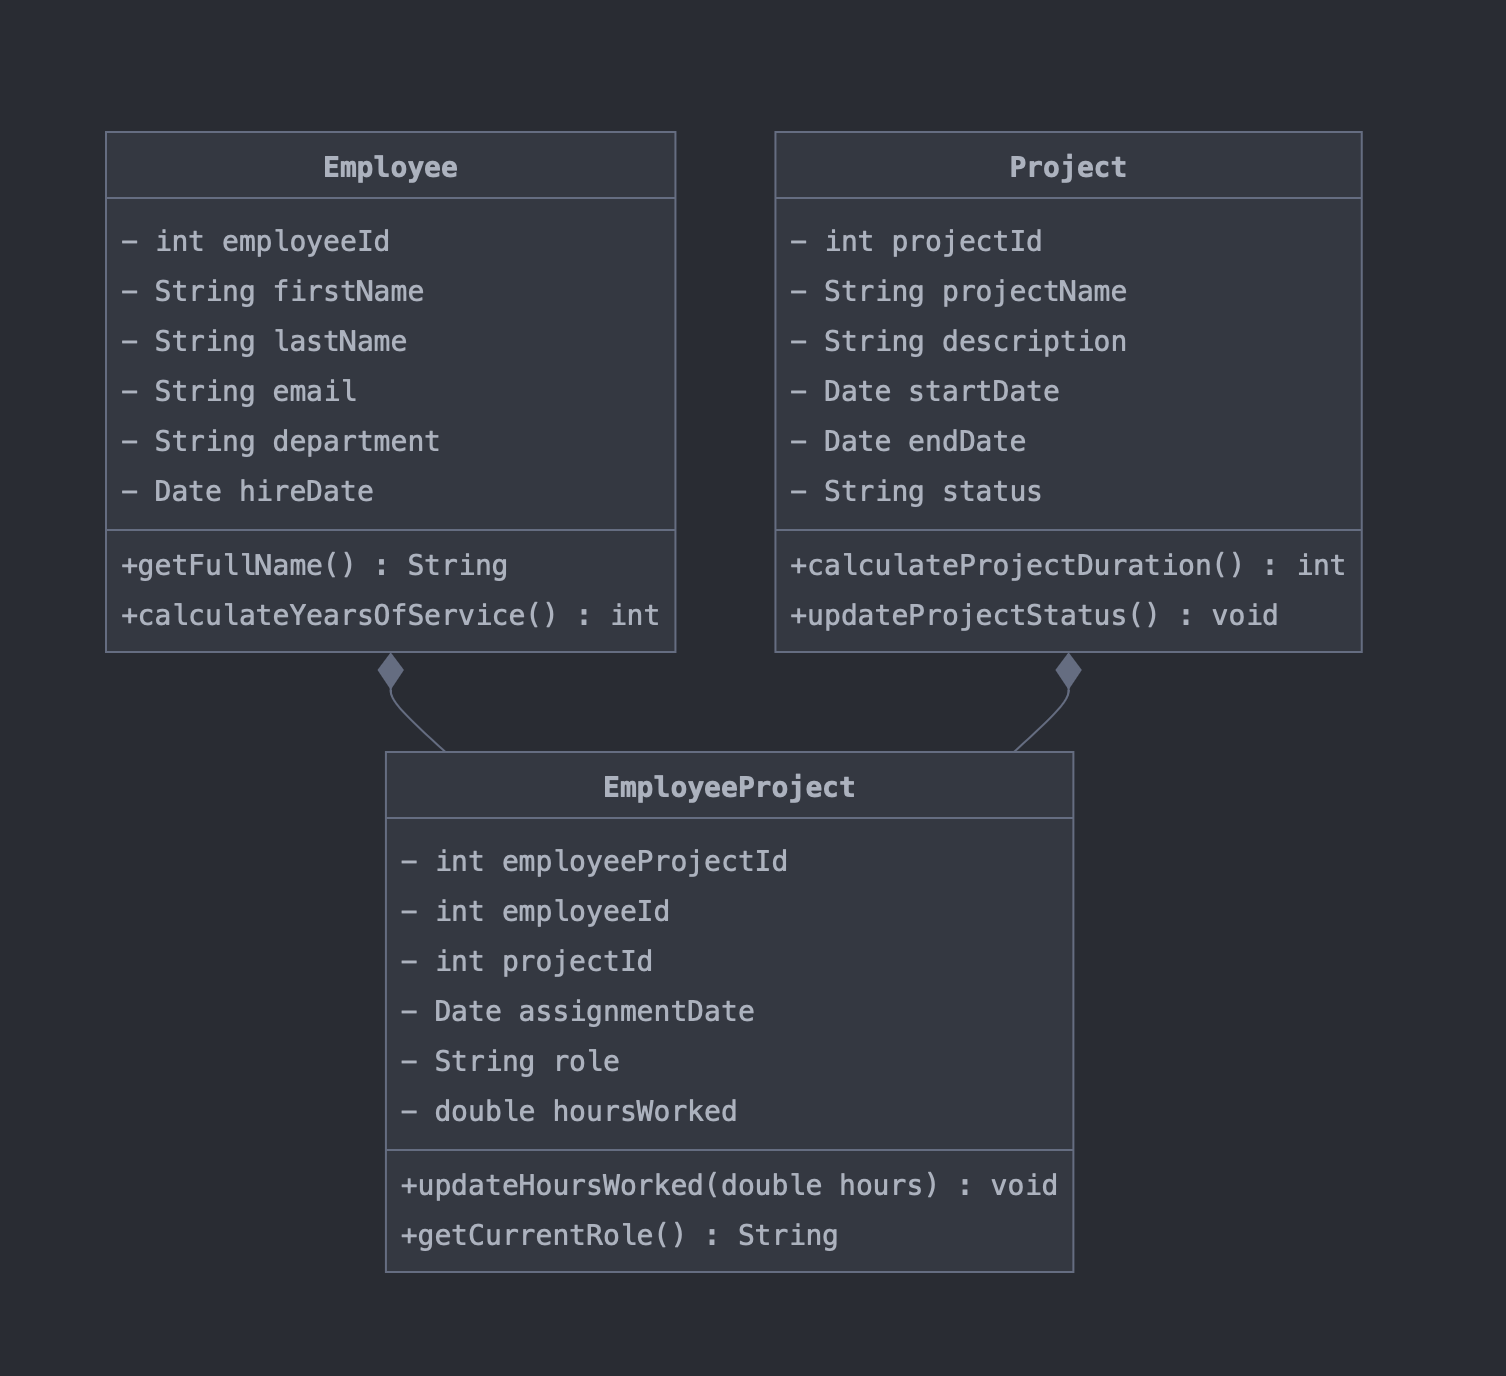 Employee
- int employeeId
- String firstName
- String lastName
- String email
- String department
- Date hireDate
+getFullName() : String
+calculateYearsOfService() : int
Project
- int projectId
- String projectName
- String description
- Date startDate
- Date endDate
- String status
+calculateProjectDuration() : int
+updateProjectStatus() : void
EmployeeProject
- int employeeProjectId
- int employeeId
- int projectId
- Date assignmentDate
- String role
- double hoursWorked
+updateHoursWorked(double hours) : void
+getCurrentRole() : String